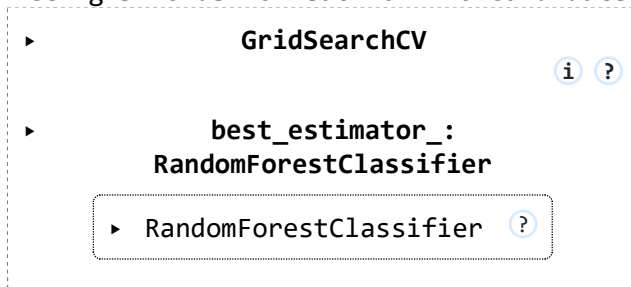 ▸ GridSearchCV
i ?
▸ best_estimator_:
RandomForestClassifier
▸ RandomForestClassifier ?